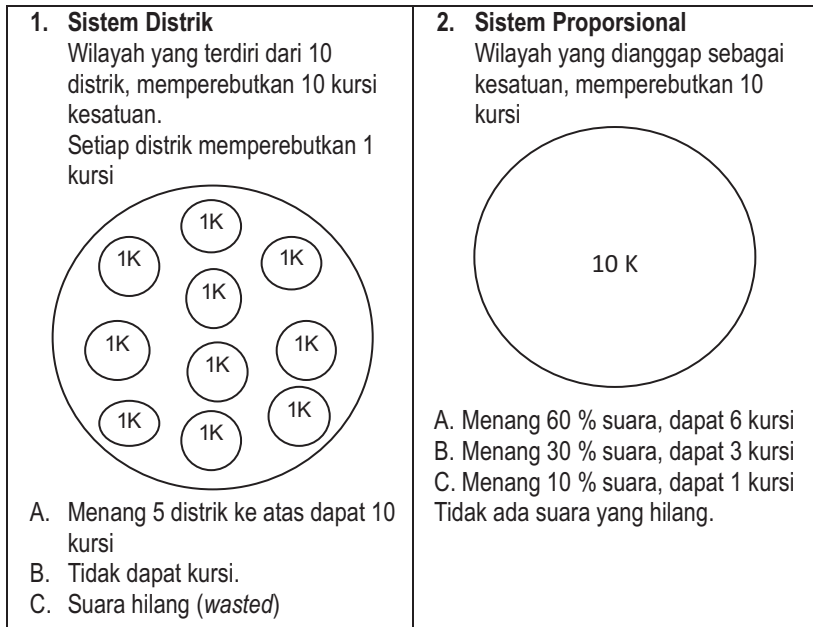 1. Sistem Distrik
Wilayah yang terdiri dari 10
distrik, memperebutkan 10 kursi
kesatuan.
Setiap distrik memperebutkan 1
kursi
1K
1K
1K
1K
1K
1K
1K
1K
1K
1K
A. Menang 5 distrik ke atas dapat 10
kursi
B. Tidak dapat kursi.
C. Suara hilang (wasted)
2. Sistem Proporsional
Wilayah yang dianggap sebagai
kesatuan, memperebutkan 10
kursi
10 K
A. Menang 60 % suara, dapat 6 kursi
B. Menang 30 % suara, dapat 3 kursi
C. Menang 10 % suara, dapat 1 kursi
Tidak ada suara yang hilang.